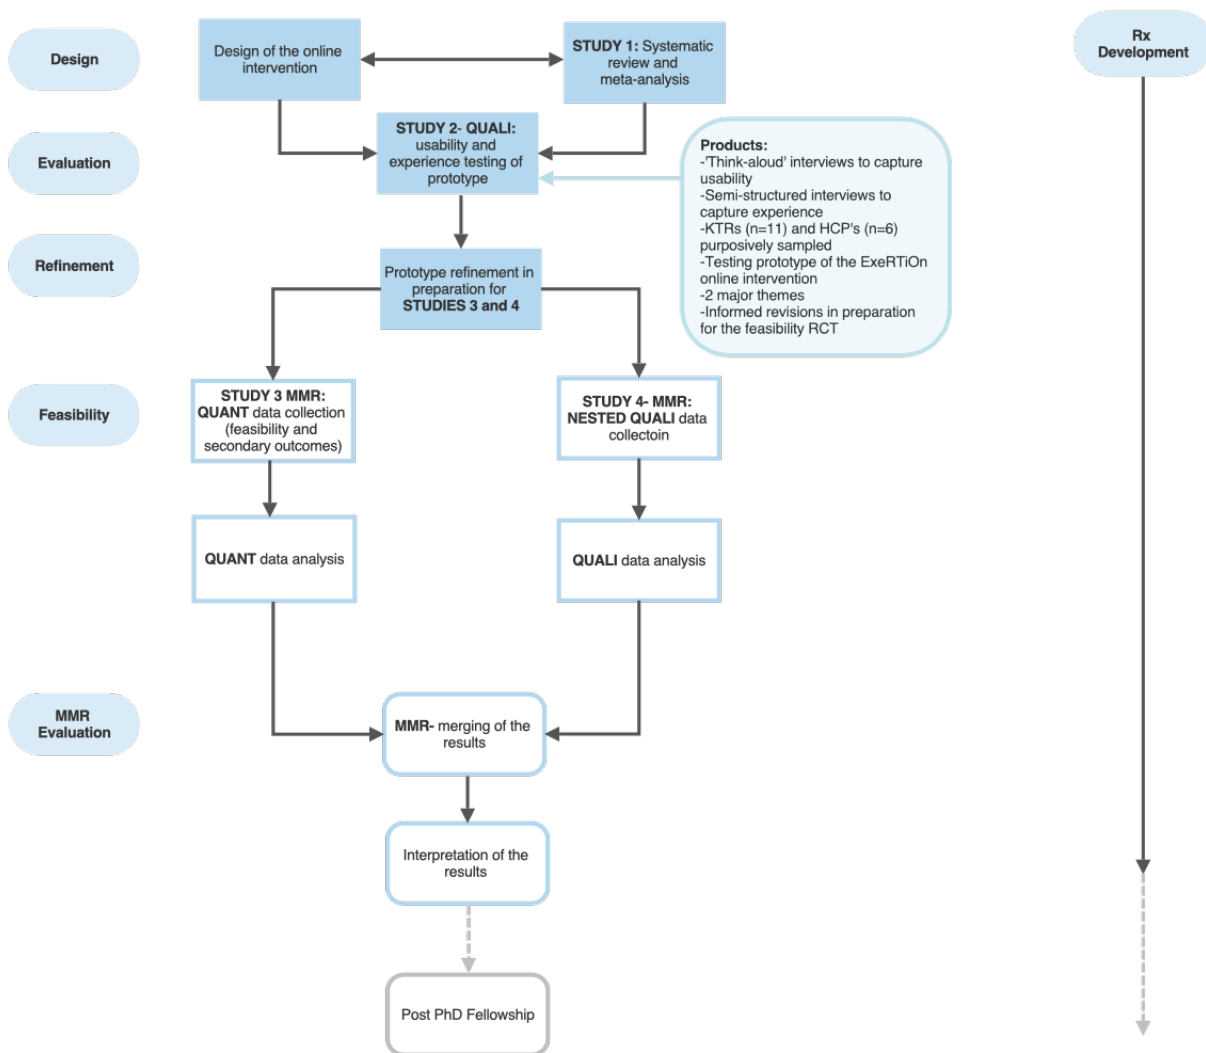 Design
Design of the online
intervention
STUDY 1: Systematic
review and
meta-analysis
Rx
Development
Evaluation
STUDY 2- QUALI:
usability and
experience testing of
prototype
Products:
-'Think-aloud' interviews to capture
usability
-Semi-structured interviews to
capture experience
-KTRs (n=11) and HCP's (n=6)
purposively sampled
-Testing prototype of the ExeRTiOn
online intervention
-2 major themes
-Informed revisions in preparation
for the feasibility RCT
Refinement
Prototype refinement in
preparation for
STUDIES 3 and 4
Feasibility
STUDY 3 MMR:
QUANT data collection
(feasibility and
secondary outcomes)
STUDY 4- MMR:
NESTED QUALI data
collectoin
QUANT data analysis
QUALI data analysis
MMR
Evaluation
MMR- merging of the
results
Interpretation of the
results
Post PhD Fellowship